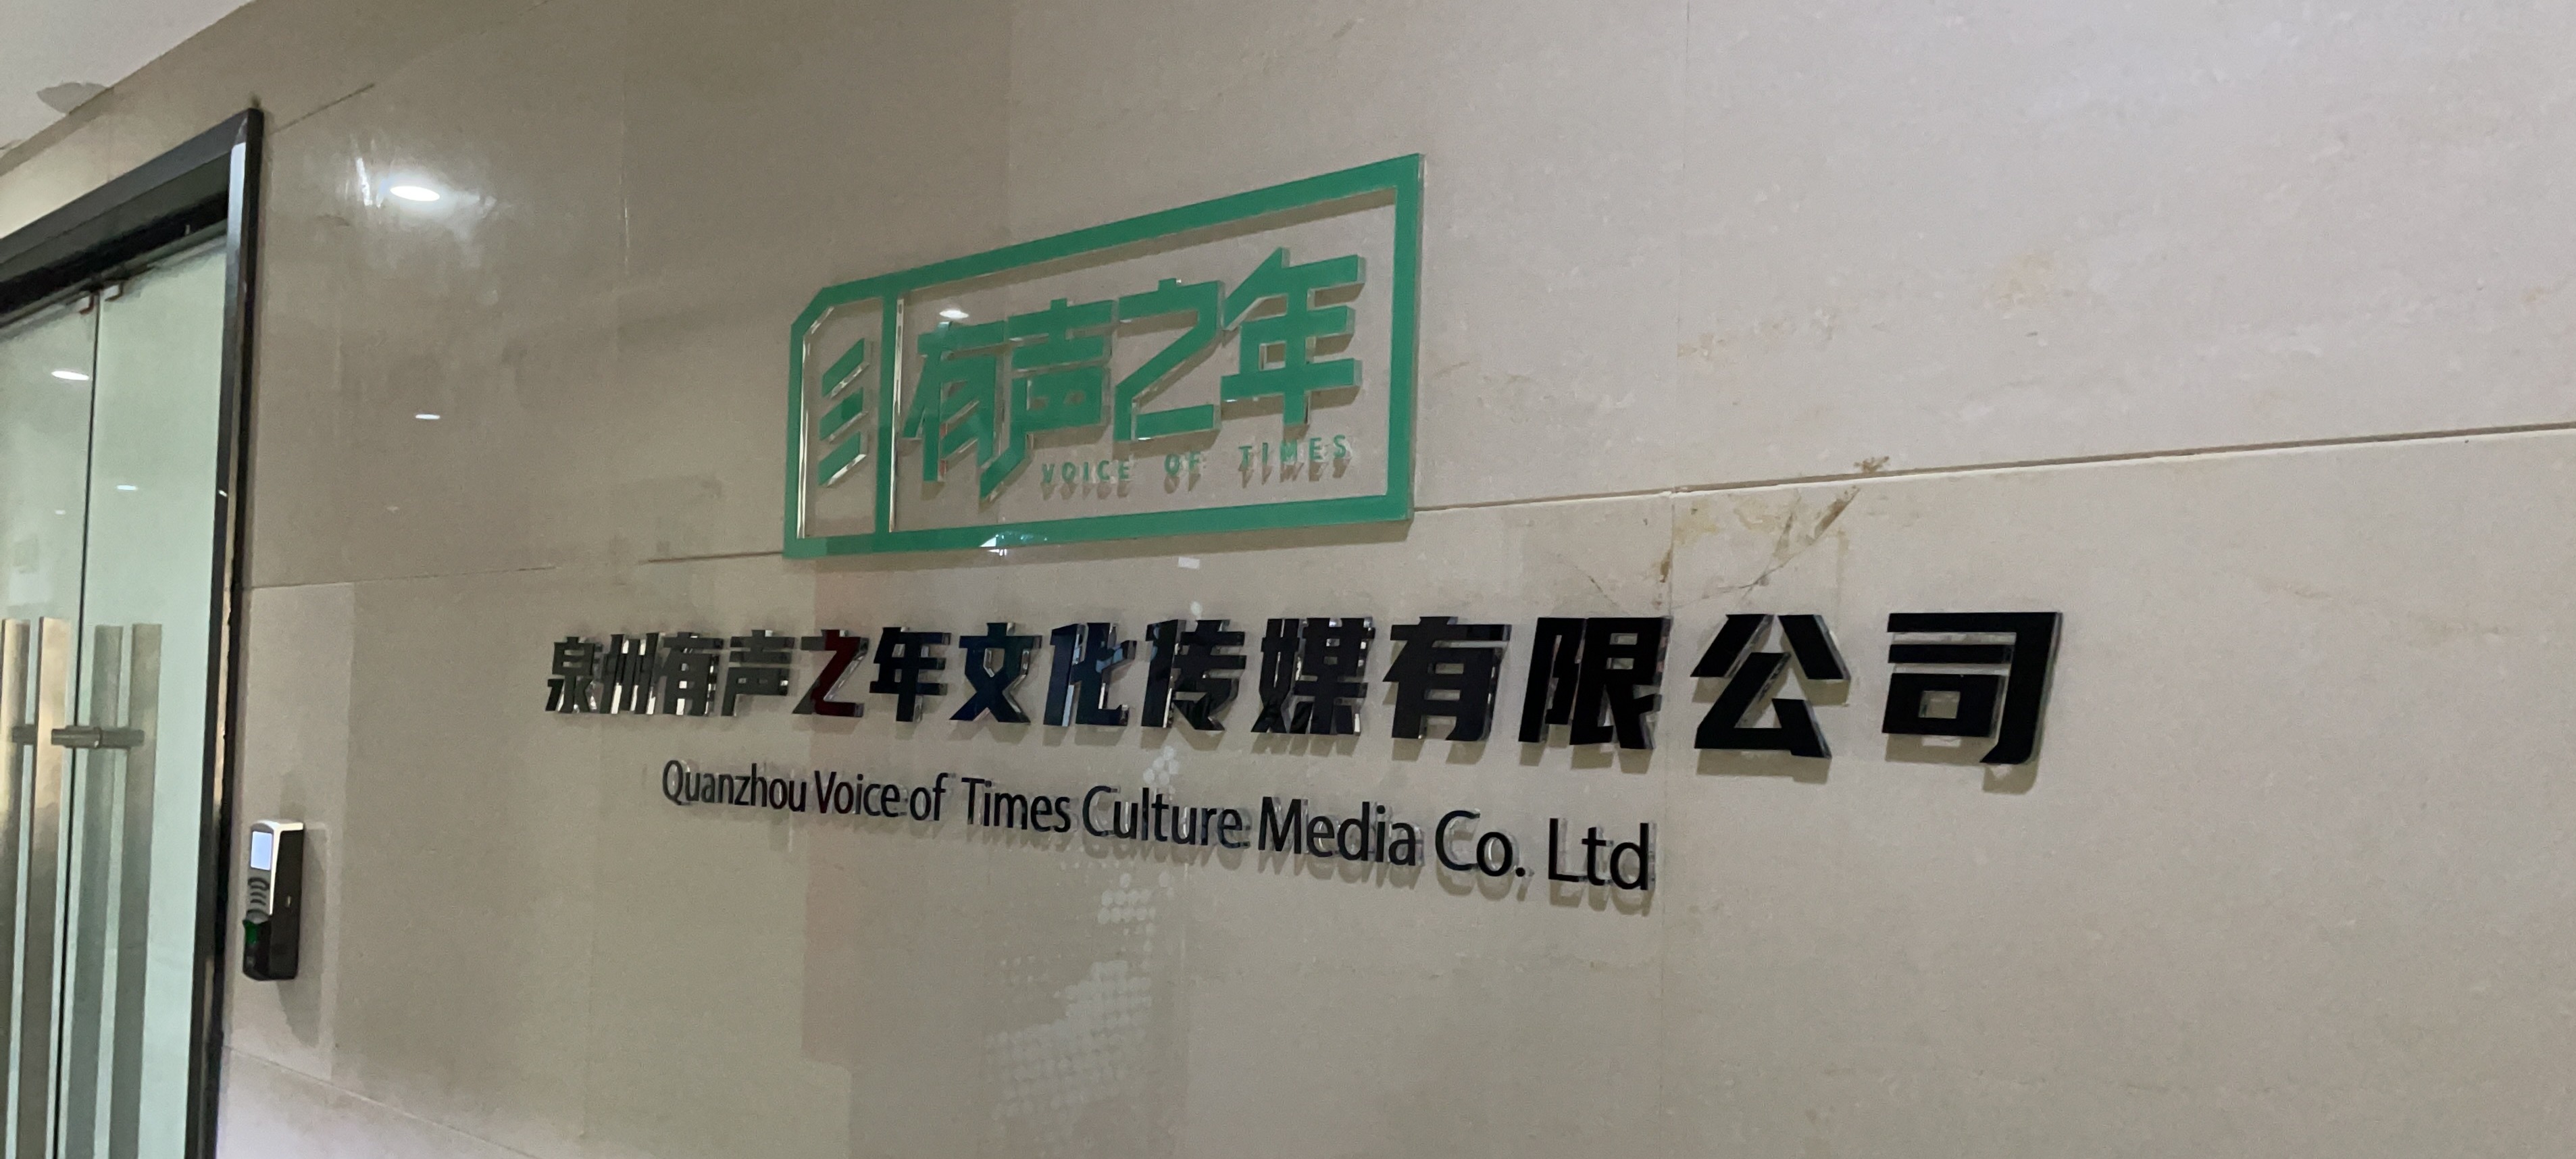 有声之年
VOICE OF TIMES
泉州有声之年文化传媒有限公司
Quanzhou Voice of Times Culture Media Co. Ltd